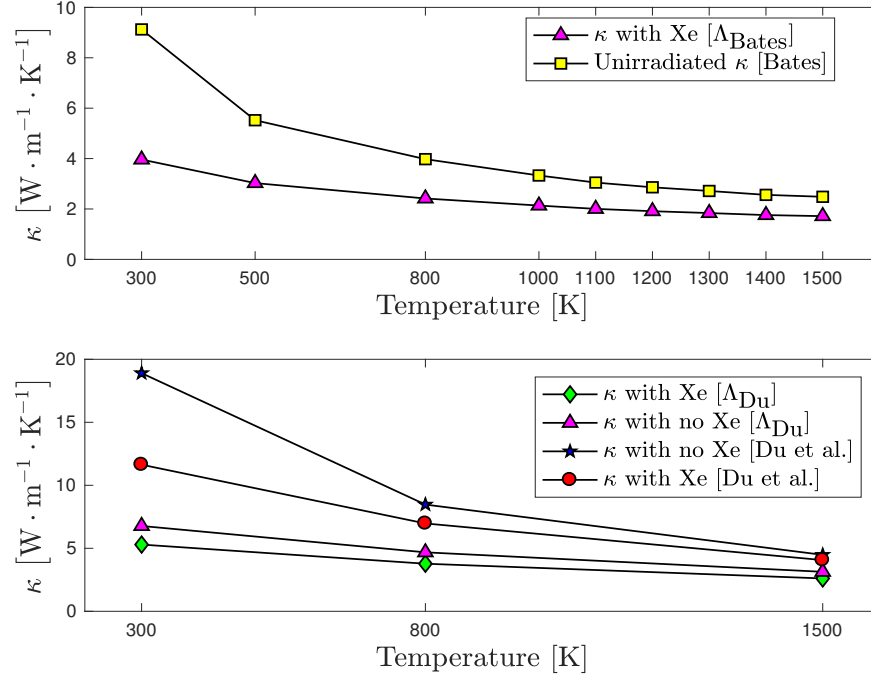 10
8
6
4
2
0
κ [W · m⁻¹ · K⁻¹]
κ with Xe [Λ_Bates]
Unirradiated κ [Bates]
300 500 800 1000 1100 1200 1300 1400 1500
Temperature [K]
20
15
10
5
0
κ [W · m⁻¹ · K⁻¹]
κ with Xe [Λ_Du]
κ with no Xe [Λ_Du]
κ with no Xe [Du et al.]
κ with Xe [Du et al.]
300 800 1500
Temperature [K]